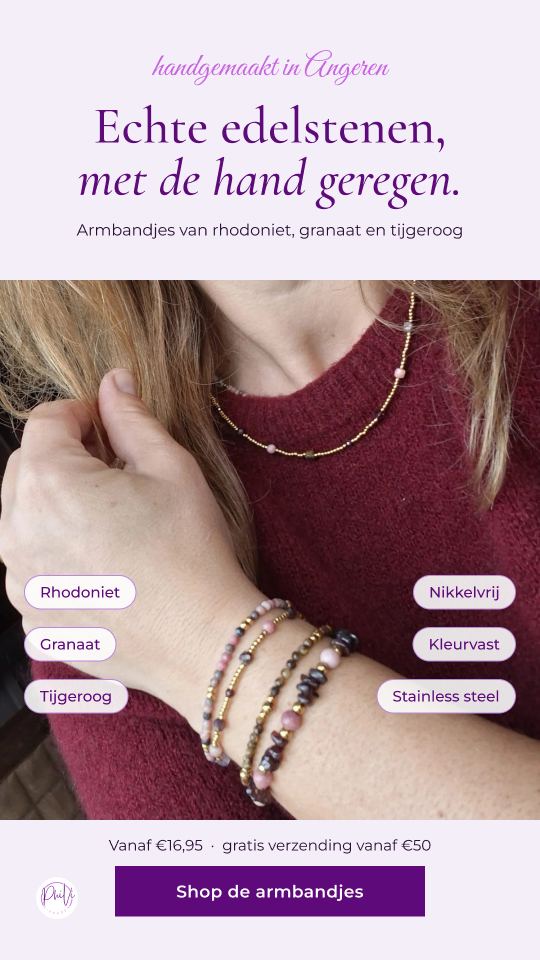 handgemaakt in Angeren
Echte edelstenen,
met de hand geregen.
Armbandjes van rhodoniet, granaat en tijgeroog
Rhodoniet
Nikkelvrij
Granaat
Kleurvast
Tijgeroog
Stainless steel
Vanaf €16,95 · gratis verzending vanaf €50
Shop de armbandjes